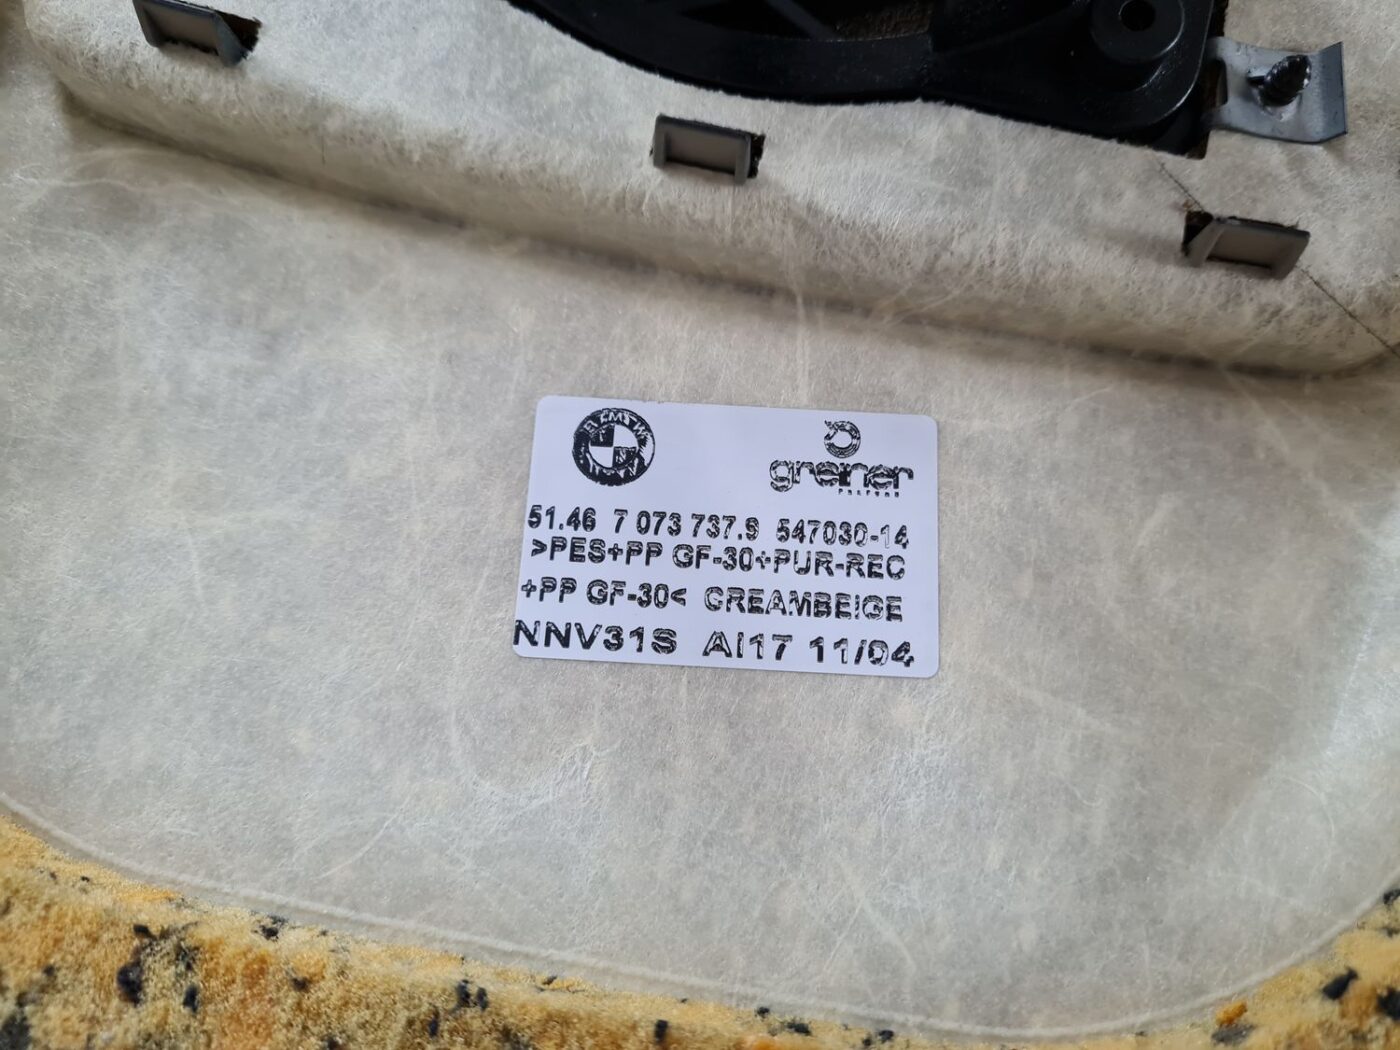 BMW
greiner
PERFOAM
51.46 7 073 737.9 547030-14
>PES+PP GF-30+PUR-REC
+PP GF-30< CREAMBEIGE
NNV31S AI17 11/04